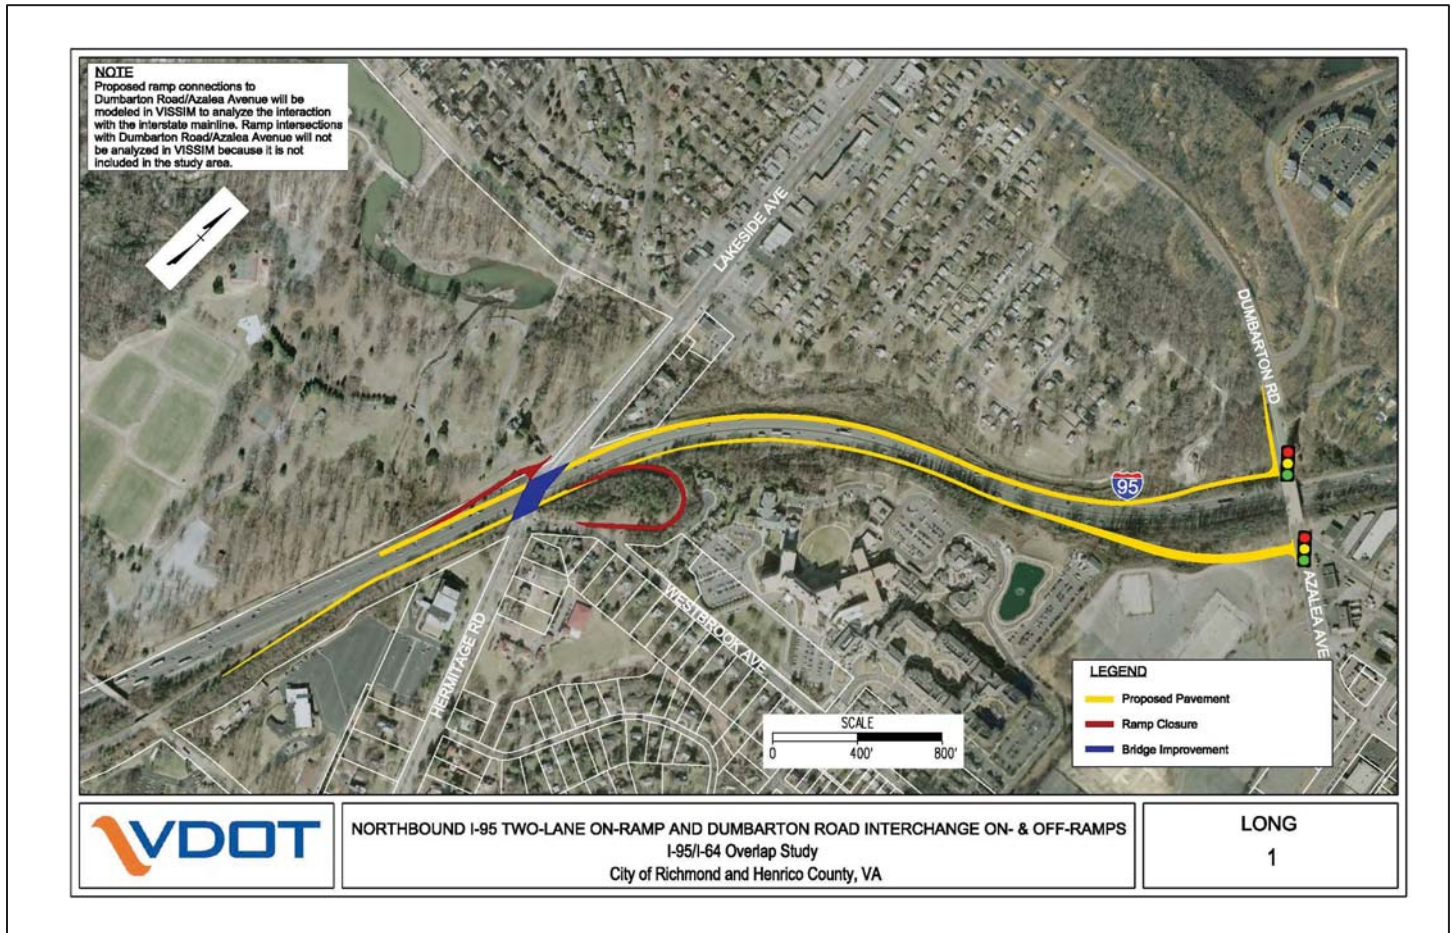 NOTE
Proposed ramp connections to
Dumbarton Road/Azalea Avenue will be
modeled in VISSIM to analyze the interaction
with the interstate mainline. Ramp intersections
with Dumbarton Road/Azalea Avenue will not
be analyzed in VISSIM because it is not
included in the study area.
LAKESIDE AVE
DUMBARTON RD
95
HERMITAGE RD
WESTBROOK AVE
AZALEA AVE
LEGEND
Proposed Pavement
Ramp Closure
Bridge Improvement
SCALE
0 400' 800'
VDOT
NORTHBOUND I-95 TWO-LANE ON-RAMP AND DUMBARTON ROAD INTERCHANGE ON- & OFF-RAMPS
I-95/I-64 Overlap Study
City of Richmond and Henrico County, VA
LONG
1